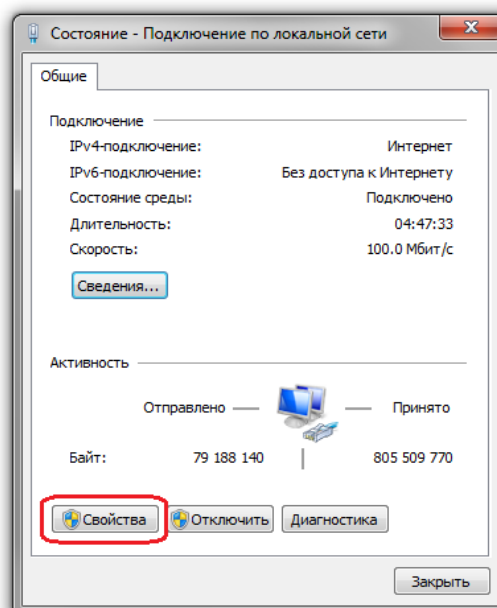 Состояние - Подключение по локальной сети
Общие
Подключение
IPv4-подключение: Интернет
IPv6-подключение: Без доступа к Интернету
Состояние среды: Подключено
Длительность: 04:47:33
Скорость: 100.0 Мбит/с
Сведения...
Активность
Отправлено — Принято
Байт: 79 188 140 805 509 770
Свойства Отключить Диагностика
Закрыть